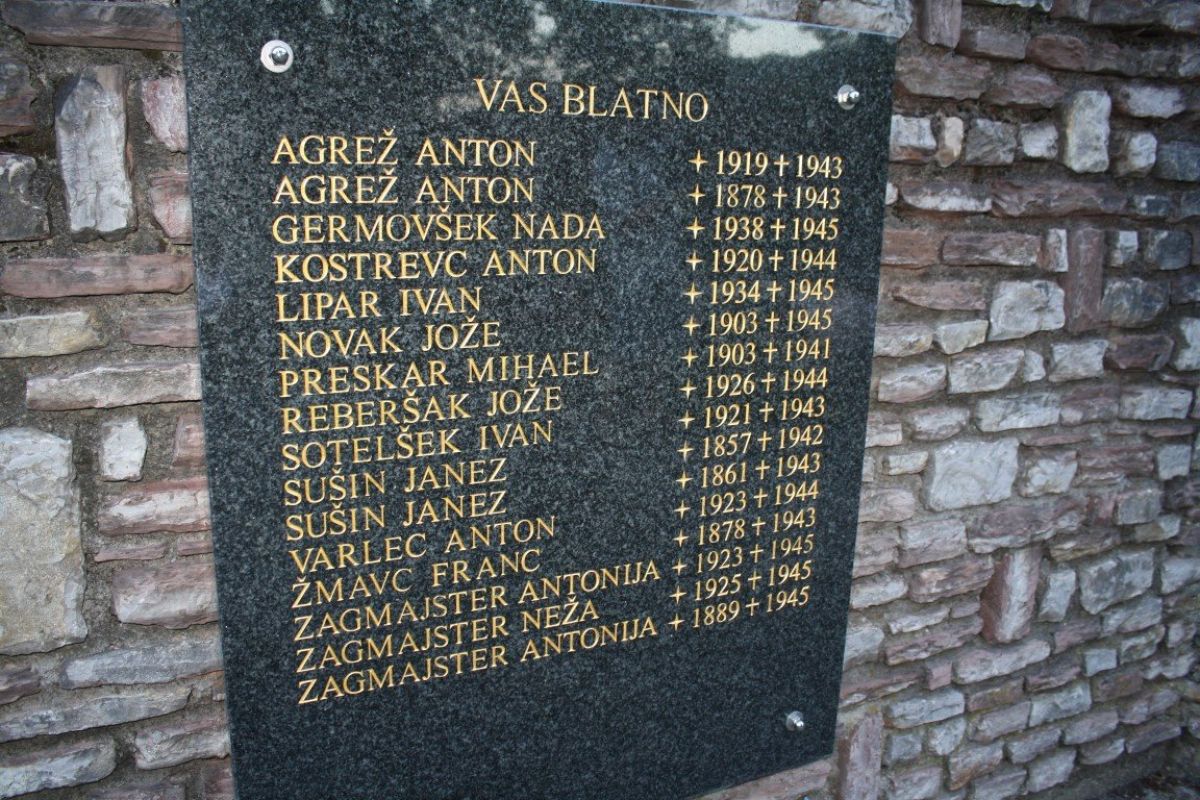 VAS BLATNO
AGREŽ ANTON ✦ 1919 ✝ 1943
AGREŽ ANTON ✦ 1878 ✝ 1943
GERMOVŠEK NADA ✦ 1938 ✝ 1945
KOSTREVC ANTON ✦ 1920 ✝ 1944
LIPAR IVAN ✦ 1934 ✝ 1945
NOVAK JOŽE ✦ 1903 ✝ 1945
PRESKAR MIHAEL ✦ 1903 ✝ 1941
REBERŠAK JOŽE ✦ 1926 ✝ 1944
SOTELŠEK IVAN ✦ 1921 ✝ 1943
SUŠIN JANEZ ✦ 1857 ✝ 1942
SUŠIN JANEZ ✦ 1861 ✝ 1943
VARLEC ANTON ✦ 1923 ✝ 1944
ŽMAVC FRANC ✦ 1878 ✝ 1943
ZAGMAJSTER ANTONIJA ✦ 1923 ✝ 1945
ZAGMAJSTER NEŽA ✦ 1925 ✝ 1945
ZAGMAJSTER ANTONIJA ✦ 1889 ✝ 1945